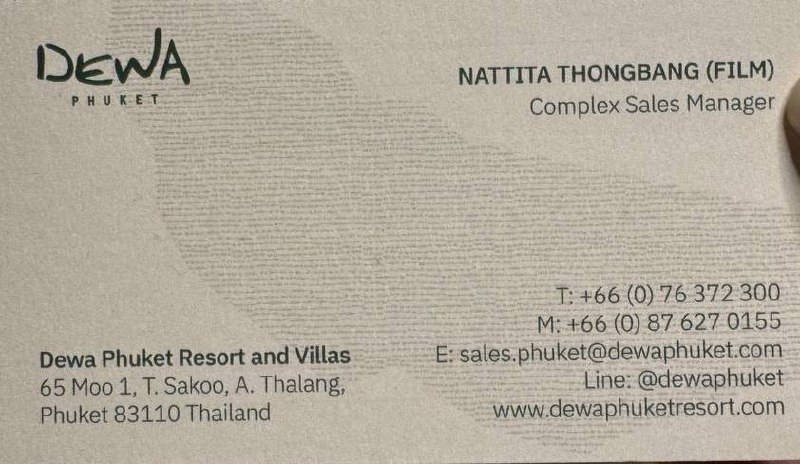 DEWA
PHUKET
NATTITA THONGBANG (FILM)
Complex Sales Manager
T: +66 (0) 76 372 300
M: +66 (0) 87 627 0155
E: sales.phuket@dewaphuket.com
Line: @dewaphuket
www.dewaphuketresort.com
Dewa Phuket Resort and Villas
65 Moo 1, T. Sakoo, A. Thalang,
Phuket 83110 Thailand